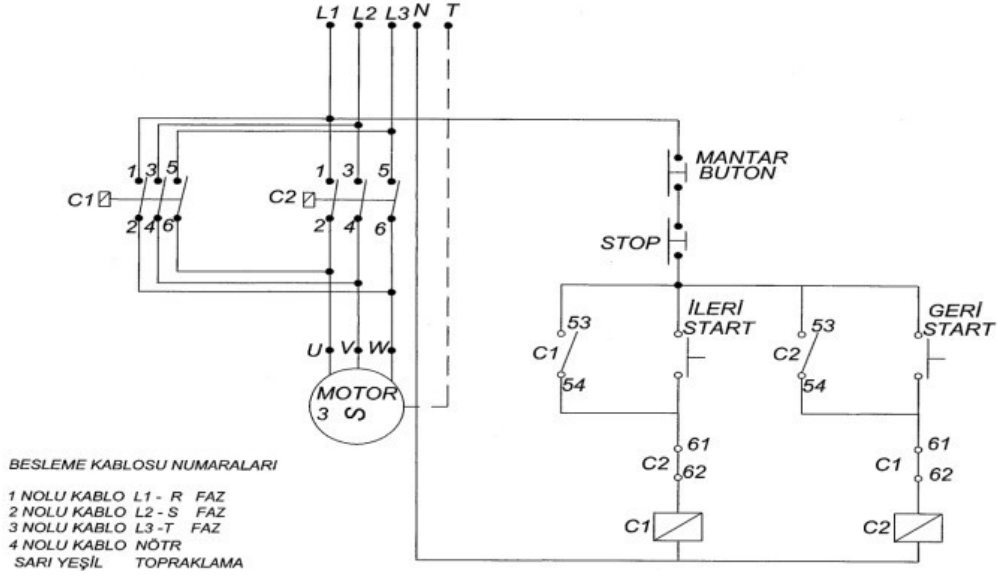 L1 L2 L3 N T
1 3 5
C1
2 4 6
1 3 5
C2
2 4 6
MANTAR
BUTON
STOP
İLERİ
START
GERİ
START
53
C1
54
53
C2
54
U V W
MOTOR
3
61
C2
62
61
C1
62
C1
C2
BESLEME KABLOSU NUMARALARI
1 NOLU KABLO L1 - R FAZ
2 NOLU KABLO L2 - S FAZ
3 NOLU KABLO L3 -T FAZ
4 NOLU KABLO NÖTR
SARI YEŞİL TOPRAKLAMA